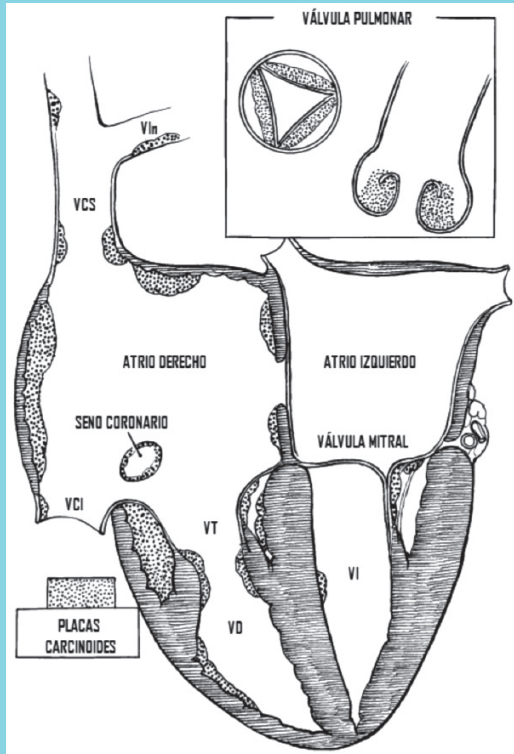 VÁLVULA PULMONAR
VIn
VCS
ATRIO DERECHO
ATRIO IZQUIERDO
SENO CORONARIO
VÁLVULA MITRAL
VCI
VT
VI
VD
PLACAS
CARCINOIDES